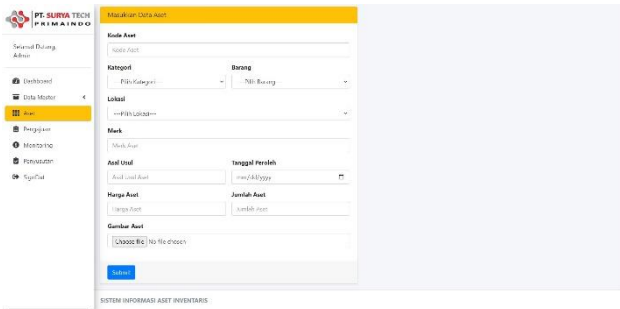 PT. SURYA TECH
PRIMAINDO
Selamat Datang,
Admin
Dashboard
Data Master
Aset
Pengajuan
Monitoring
Penyusutan
SignOut
Masukkan Data Aset
Kode Aset
Kode Aset
Kategori
Barang
--- Pilih Kategori ---
---Pilih Barang---
Lokasi
---Pilih Lokasi---
Merk
Merk Aset
Asal Usul
Tanggal Peroleh
Asal Usul Aset
mm/dd/yyyy
Harga Aset
Jumlah Aset
Harga Aset
Jumlah Aset
Gambar Aset
Choose file No file chosen
Submit
SISTEM INFORMASI ASET INVENTARIS